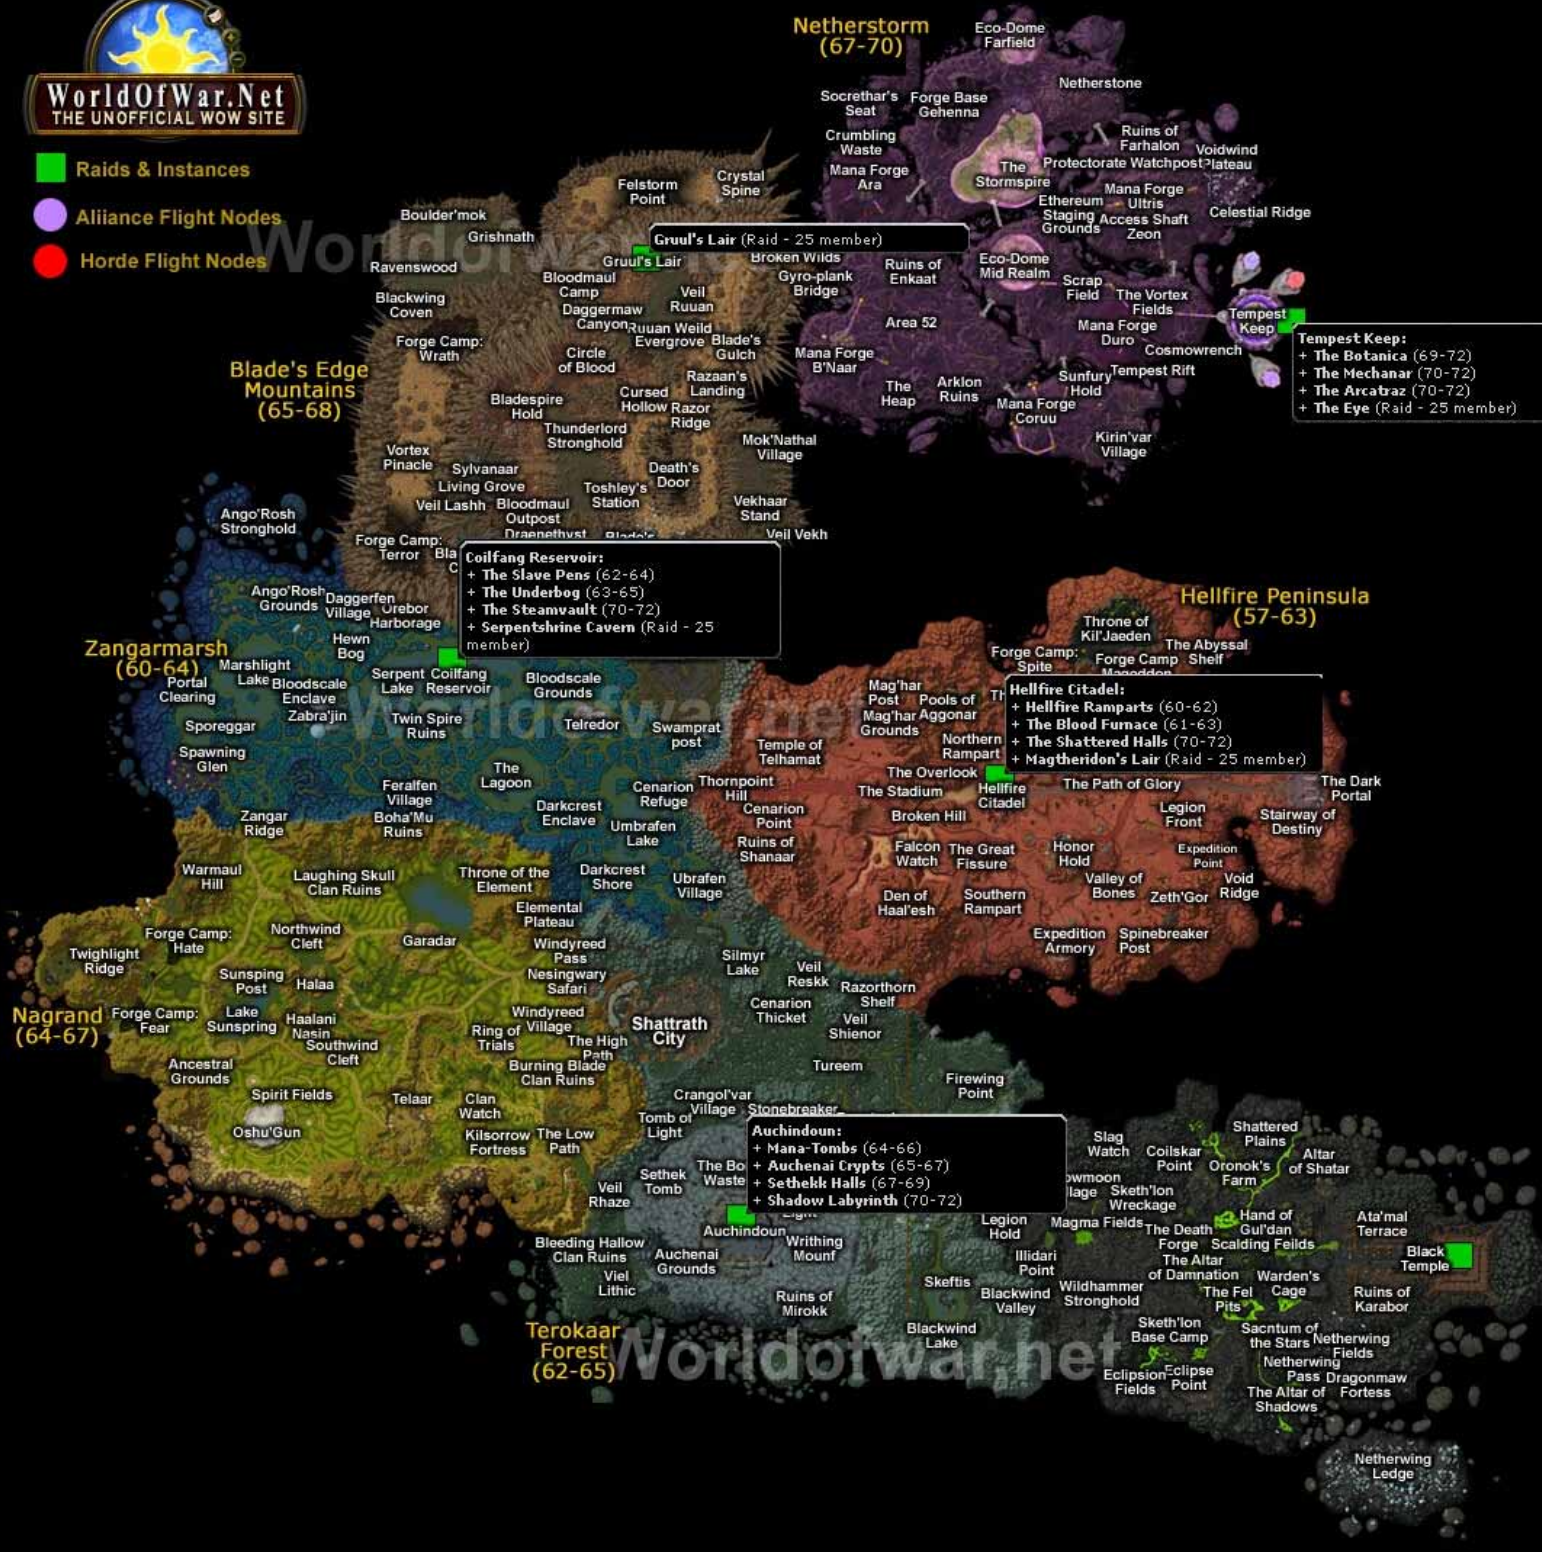 WorldOfWar.Net
THE UNOFFICIAL WOW SITE
Raids & Instances
Aliiance Flight Nodes
Horde Flight Nodes
Worldofwar.net
Netherstorm
(67-70)
Eco-Dome
Farfield
Netherstone
Socrethar's
Seat
Forge Base
Gehenna
Crumbling
Waste
Ruins of
Farhalon
Voidwind
Plateau
Protectorate Watchpost
Mana Forge
Ara
The
Stormspire
Mana Forge
Ultris
Ethereum
Staging
Grounds
Access Shaft
Zeon
Celestial Ridge
Ruins of
Enkaat
Eco-Dome
Mid Realm
Scrap
Field
The Vortex
Fields
Area 52
Mana Forge
Duro
Tempest
Keep
Cosmowrench
Mana Forge
B'Naar
The
Heap
Arklon
Ruins
Sunfury
Hold
Tempest Rift
Mana Forge
Coruu
Kirin'var
Village
Tempest Keep:
+ The Botanica (69-72)
+ The Mechanar (70-72)
+ The Arcatraz (70-72)
+ The Eye (Raid - 25 member)
Blade's Edge
Mountains
(65-68)
Felstorm
Point
Crystal
Spine
Boulder'mok
Grishnath
Ravenswood
Gruul's Lair (Raid - 25 member)
Gruul's Lair
Broken Wilds
Gyro-plank
Bridge
Bloodmaul
Camp
Blackwing
Coven
Veil
Ruuan
Daggermaw
Canyon
Ruuan Weild
Evergrove
Blade's
Gulch
Forge Camp:
Wrath
Circle
of Blood
Razaan's
Landing
Cursed
Hollow
Razor
Ridge
Bladespire
Hold
Thunderlord
Stronghold
Mok'Nathal
Village
Vortex
Pinacle
Sylvanaar
Living Grove
Death's
Door
Toshley's
Station
Veil Lashh
Bloodmaul
Outpost
Vekhaar
Stand
Draenethyst
Blade's
Veil Vekh
Forge Camp:
Terror
Bla
C
Coilfang Reservoir:
+ The Slave Pens (62-64)
+ The Underbog (63-65)
+ The Steamvault (70-72)
+ Serpentshrine Cavern (Raid - 25
member)
Zangarmarsh
(60-64)
Ango'Rosh
Stronghold
Ango'Rosh
Grounds
Daggerfen
Village
Orebor
Harborage
Hewn
Bog
Marshlight
Lake
Portal
Clearing
Bloodscale
Enclave
Serpent
Lake
Coilfang
Reservoir
Bloodscale
Grounds
Zabra'jin
Sporeggar
Twin Spire
Ruins
Telredor
Swamprat
post
Spawning
Glen
The
Lagoon
Feralfen
Village
Cenarion
Refuge
Boha'Mu
Ruins
Darkcrest
Enclave
Umbrafen
Lake
Zangar
Ridge
Darkcrest
Shore
Ubrafen
Village
Worldofwar.net
Hellfire Peninsula
(57-63)
Throne of
Kil'Jaeden
The Abyssal
Shelf
Forge Camp:
Spite
Forge Camp
Mageddon
Th
Hellfire Citadel:
+ Hellfire Ramparts (60-62)
+ The Blood Furnace (61-63)
+ The Shattered Halls (70-72)
+ Magtheridon's Lair (Raid - 25 member)
Mag'har
Post
Pools of
Aggonar
Mag'har
Grounds
Northern
Rampart
Temple of
Telhamat
The Overlook
The Stadium
Hellfire
Citadel
The Path of Glory
The Dark
Portal
Thornpoint
Hill
Cenarion
Point
Broken Hill
Legion
Front
Stairway of
Destiny
Ruins of
Shanaar
Falcon
Watch
The Great
Fissure
Honor
Hold
Expedition
Point
Valley of
Bones
Void
Ridge
Zeth'Gor
Den of
Haal'esh
Southern
Rampart
Expedition
Armory
Spinebreaker
Post
Nagrand
(64-67)
Warmaul
Hill
Laughing Skull
Clan Ruins
Throne of the
Element
Elemental
Plateau
Forge Camp:
Hate
Northwind
Cleft
Garadar
Windyreed
Pass
Twighlight
Ridge
Nesingwary
Safari
Sunsping
Post
Halaa
Forge Camp:
Fear
Lake
Sunspring
Haalani
Nasin
Windyreed
Village
Ring of
Trials
Southwind
Cleft
The High
Path
Ancestral
Grounds
Burning Blade
Clan Ruins
Spirit Fields
Telaar
Clan
Watch
Oshu'Gun
Kilsorrow
Fortress
The Low
Path
Terokaar
Forest
(62-65)
Silmyr
Lake
Veil
Reskk
Razorthorn
Shelf
Cenarion
Thicket
Veil
Shienor
Shattrath
City
Tureem
Firewing
Point
Crangol'var
Village
Stonebreaker
Tomb of
Light
Auchindoun:
+ Mana-Tombs (64-66)
+ Auchenai Crypts (65-67)
+ Sethekk Halls (67-69)
+ Shadow Labyrinth (70-72)
Sethek
Tomb
The Bo
Waste
Veil
Rhaze
Auchindoun
Writhing
Mounf
Bleeding Hallow
Clan Ruins
Auchenai
Grounds
Viel
Lithic
Ruins of
Mirokk
Skeftis
Blackwind
Valley
Blackwind
Lake
Worldofwar.net
Slag
Watch
Coilskar
Point
Shattered
Plains
Oronok's
Farm
Altar
of Shatar
owmoon
llage
Sketh'lon
Wreckage
Legion
Hold
Magma Fields
The Death
Forge
Hand of
Gul'dan
Scalding Feilds
Ata'mal
Terrace
Illidari
Point
The Altar
of Damnation
Black
Temple
Wildhammer
Stronghold
The Fel
Pits
Warden's
Cage
Ruins of
Karabor
Sketh'lon
Base Camp
Sacntum of
the Stars
Netherwing
Fields
Eclipsion
Fields
Eclipse
Point
Netherwing
Pass
Dragonmaw
Fortess
The Altar of
Shadows
Netherwing
Ledge